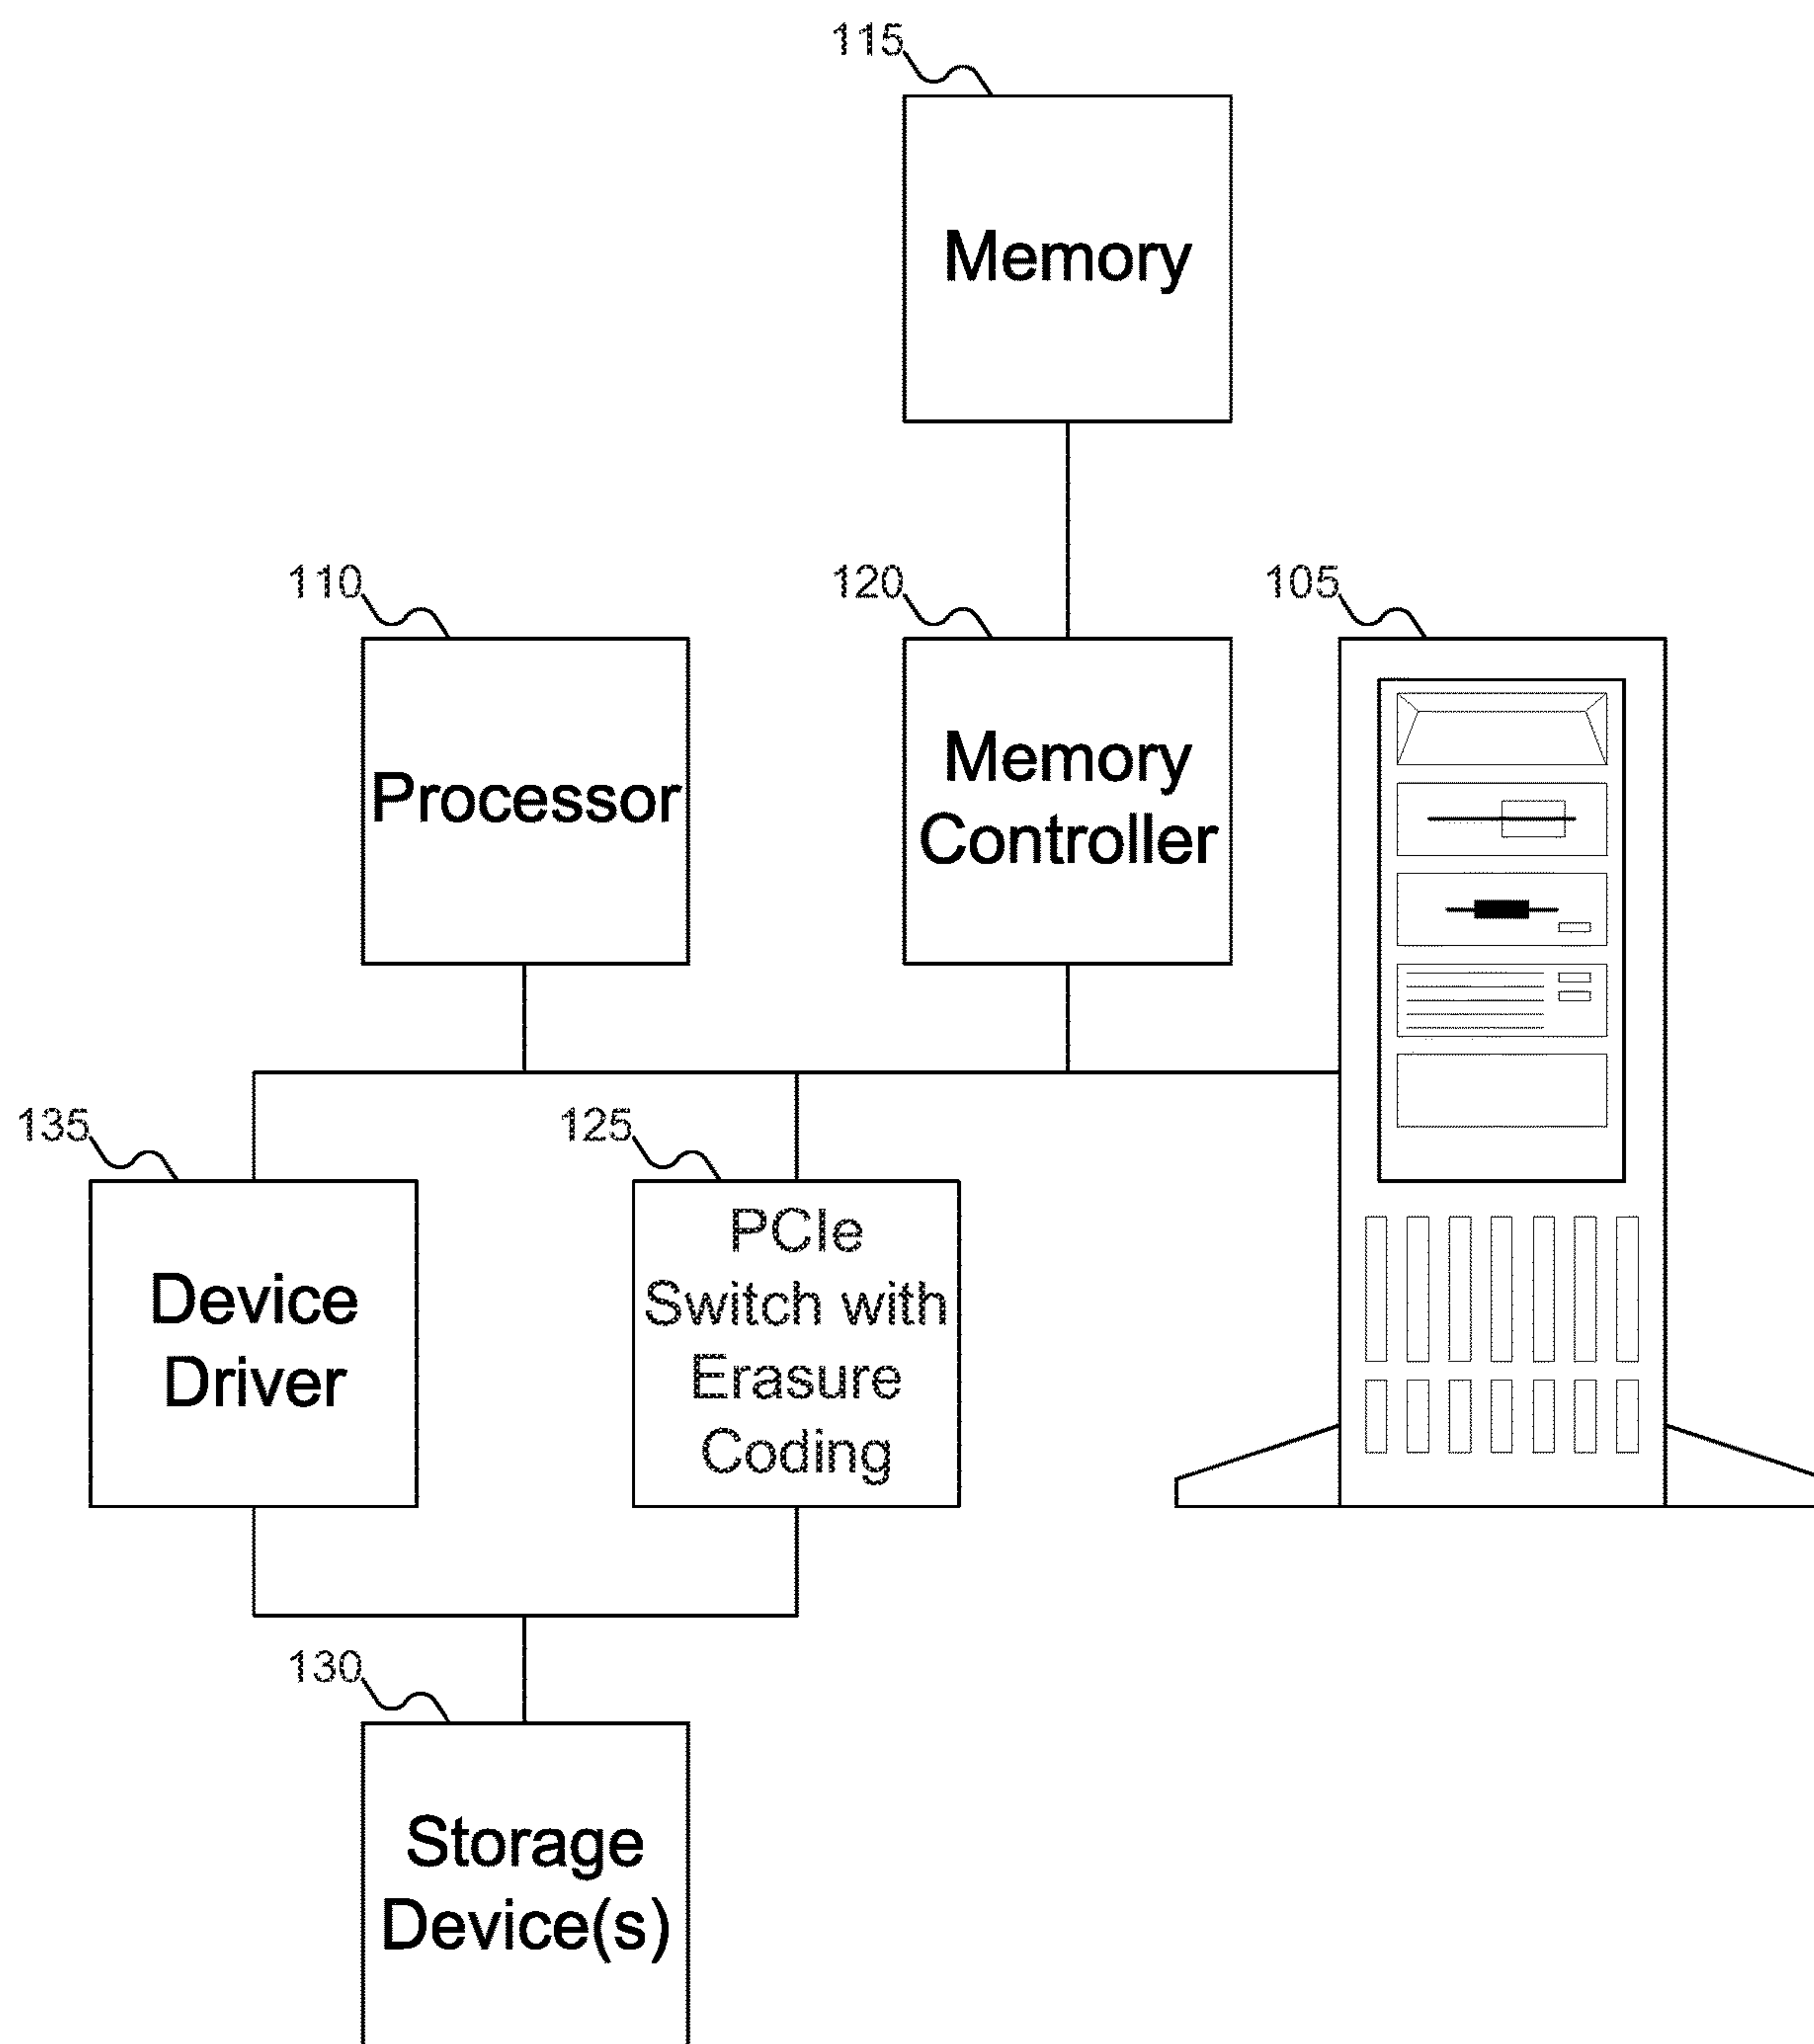 115
Memory
110
120
105
Processor
Memory
Controller
135
125
Device
Driver
PCIe
Switch with
Erasure
Coding
130
Storage
Device(s)